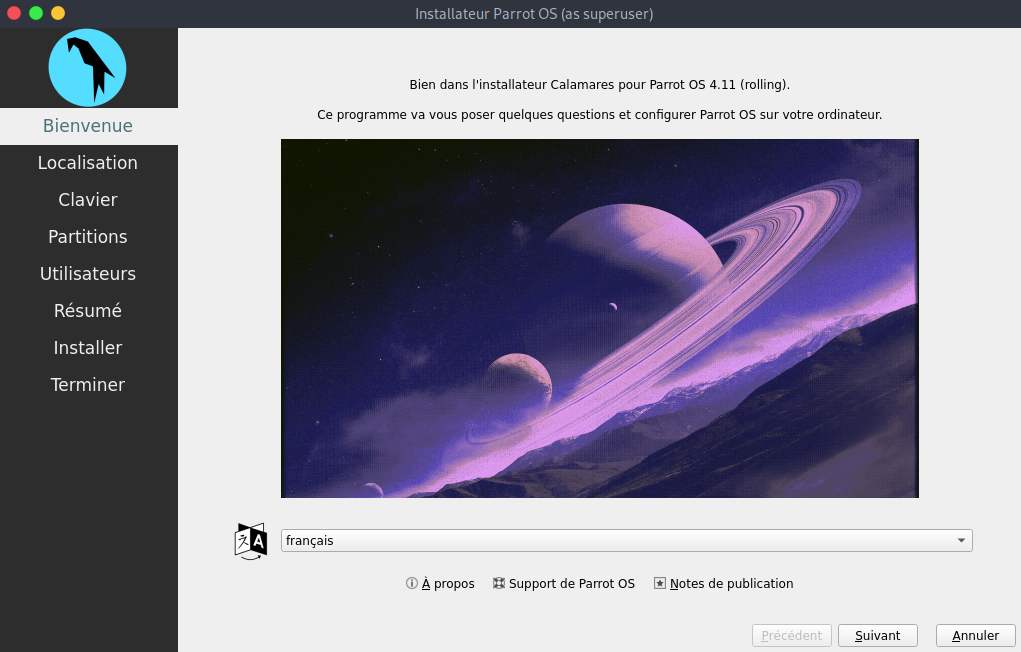 Installateur Parrot OS (as superuser)
Bienvenue
Localisation
Clavier
Partitions
Utilisateurs
Résumé
Installer
Terminer
Bien dans l'installateur Calamares pour Parrot OS 4.11 (rolling).
Ce programme va vous poser quelques questions et configurer Parrot OS sur votre ordinateur.
français
À propos Support de Parrot OS Notes de publication
Précédent Suivant Annuler